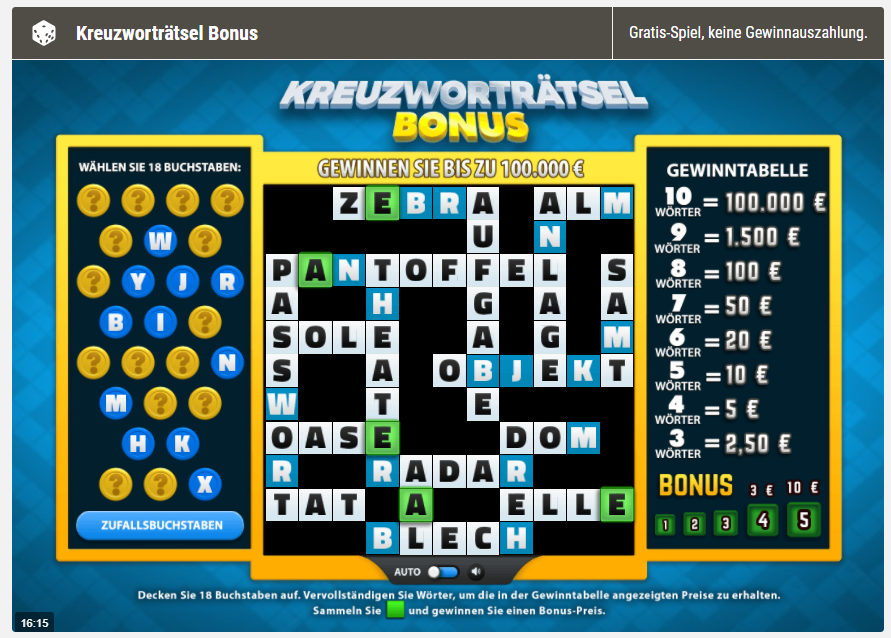 Kreuzworträtsel Bonus
Gratis-Spiel, keine Gewinnauszahlung.
KREUZWORTRÄTSEL
BONUS
GEWINNEN SIE BIS ZU 100.000 €
WÄHLEN SIE 18 BUCHSTABEN:
? ? ? ?
? W ?
? Y J R
B I ?
? ? ? N
M ? ?
H K
? ? X
ZUFALLSBUCHSTABEN
Z E B R A A L M
U N
P A N T O F F E L S
A H G A A
S O L E A G M
S A O B J E K T
W T E
O A S E D O M
R R A D A R
T A T A E L L E
B L E C H
AUTO
GEWINNTABELLE
10 WÖRTER = 100.000 €
9 WÖRTER = 1.500 €
8 WÖRTER = 100 €
7 WÖRTER = 50 €
6 WÖRTER = 20 €
5 WÖRTER = 10 €
4 WÖRTER = 5 €
3 WÖRTER = 2,50 €
BONUS 3 € 10 €
1 2 3 4 5
Decken Sie 18 Buchstaben auf. Vervollständigen Sie Wörter, um die in der Gewinntabelle angezeigten Preise zu erhalten.
Sammeln Sie und gewinnen Sie einen Bonus-Preis.
16:15